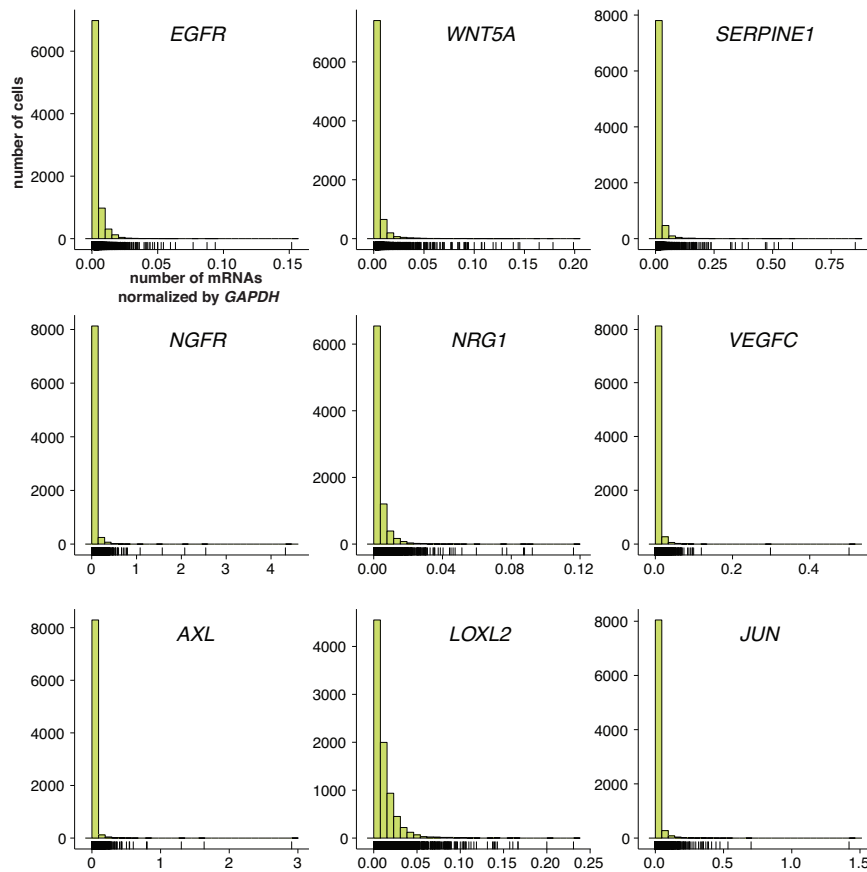 EGFR
WNT5A
SERPINE1
number of cells
6000
4000
2000
0
0.00 0.05 0.10 0.15
number of mRNAs
normalized by GAPDH
6000
4000
2000
0
0.00 0.05 0.10 0.15 0.20
8000
6000
4000
2000
0
0.00 0.25 0.50 0.75
NGFR
NRG1
VEGFC
8000
6000
4000
2000
0
0 1 2 3 4
6000
4000
2000
0
0.00 0.04 0.08 0.12
8000
6000
4000
2000
0
0.0 0.2 0.4
AXL
LOXL2
JUN
8000
6000
4000
2000
0
0 1 2 3
4000
3000
2000
1000
0
0.00 0.05 0.10 0.15 0.20 0.25
8000
6000
4000
2000
0
0.0 0.5 1.0 1.5